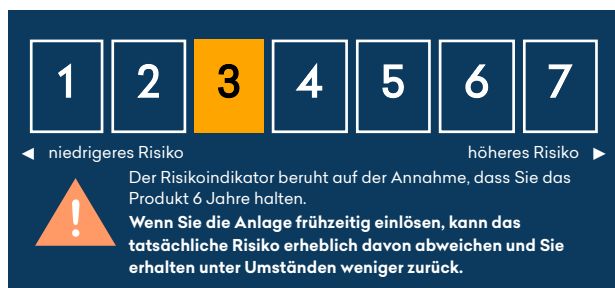 1 2 3 4 5 6 7
◄ niedrigeres Risiko höheres Risiko ►
Der Risikoindikator beruht auf der Annahme, dass Sie das
Produkt 6 Jahre halten.
!
Wenn Sie die Anlage frühzeitig einlösen, kann das
tatsächliche Risiko erheblich davon abweichen und Sie
erhalten unter Umständen weniger zurück.